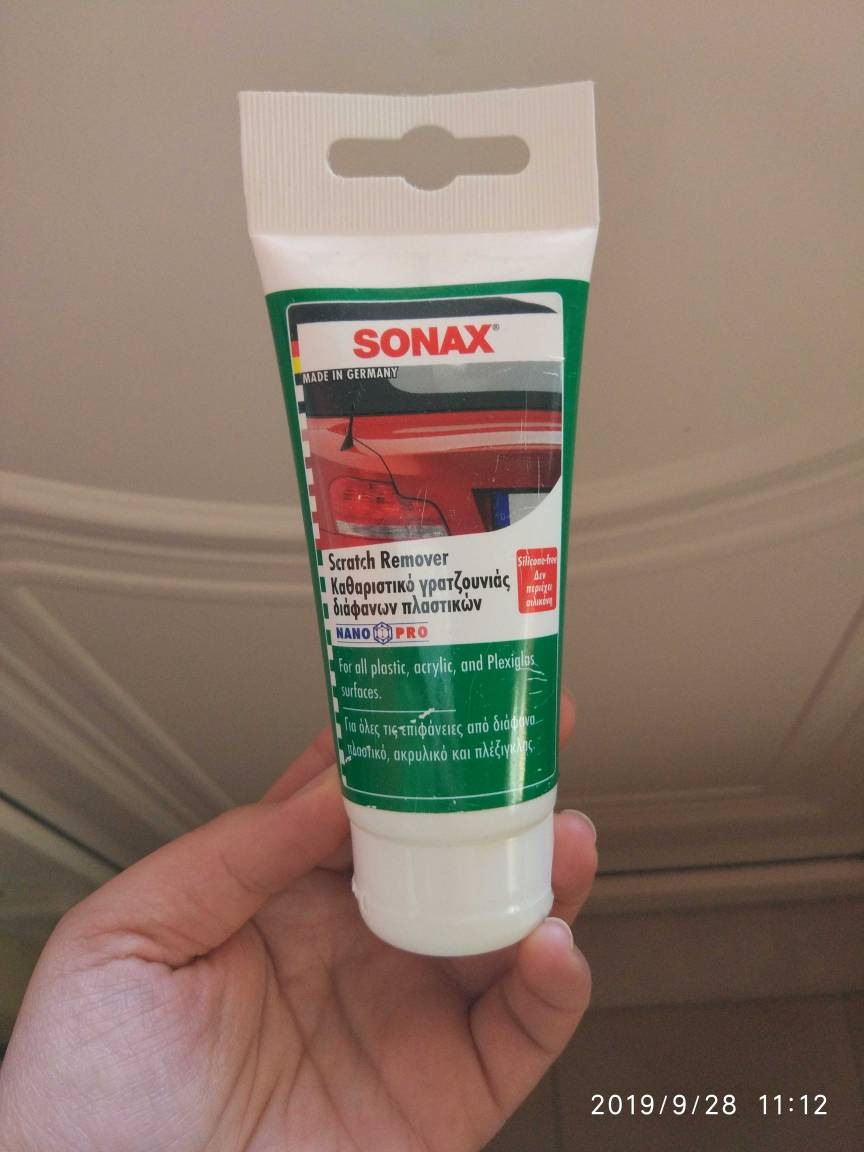 SONAX®
MADE IN GERMANY
Scratch Remover
Καθαριστικό γρατζουνιάς
διάφανων πλαστικών
Silicone-free
Δεν
περιέχει
σιλικόνη
NANO PRO
For all plastic, acrylic, and Plexiglas
surfaces.
Για όλες τις επιφάνειες από διάφανα
πλαστικό, ακρυλικό και πλέξιγκλας.
2019/9/28 11:12